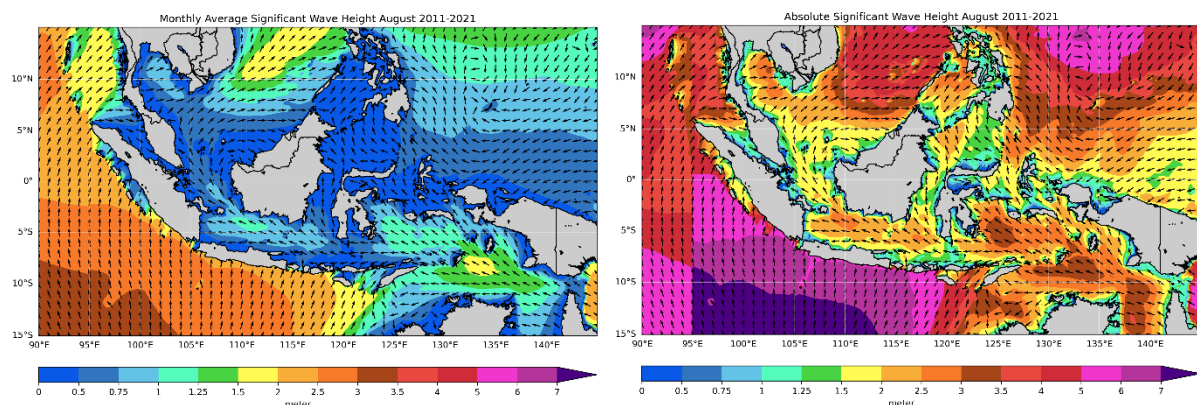 Monthly Average Significant Wave Height August 2011-2021
10°N
5°N
0°
5°S
10°S
15°S
90°E 95°E 100°E 105°E 110°E 115°E 120°E 125°E 130°E 135°E 140°E
0 0.5 0.75 1 1.25 1.5 2 2.5 3 3.5 4 5 6 7
meter
Absolute Significant Wave Height August 2011-2021
10°N
5°N
0°
5°S
10°S
15°S
90°E 95°E 100°E 105°E 110°E 115°E 120°E 125°E 130°E 135°E 140°E
0 0.5 0.75 1 1.25 1.5 2 2.5 3 3.5 4 5 6 7
meter